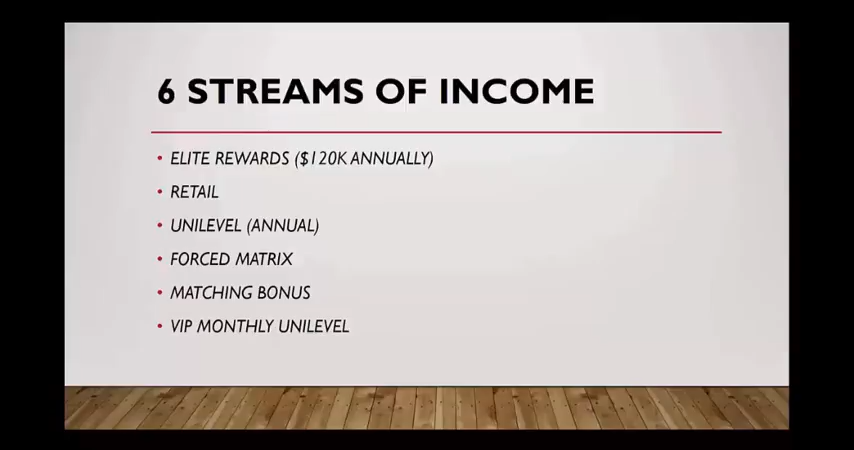 6 STREAMS OF INCOME
• ELITE REWARDS ($120K ANNUALLY)
• RETAIL
• UNILEVEL (ANNUAL)
• FORCED MATRIX
• MATCHING BONUS
• VIP MONTHLY UNILEVEL